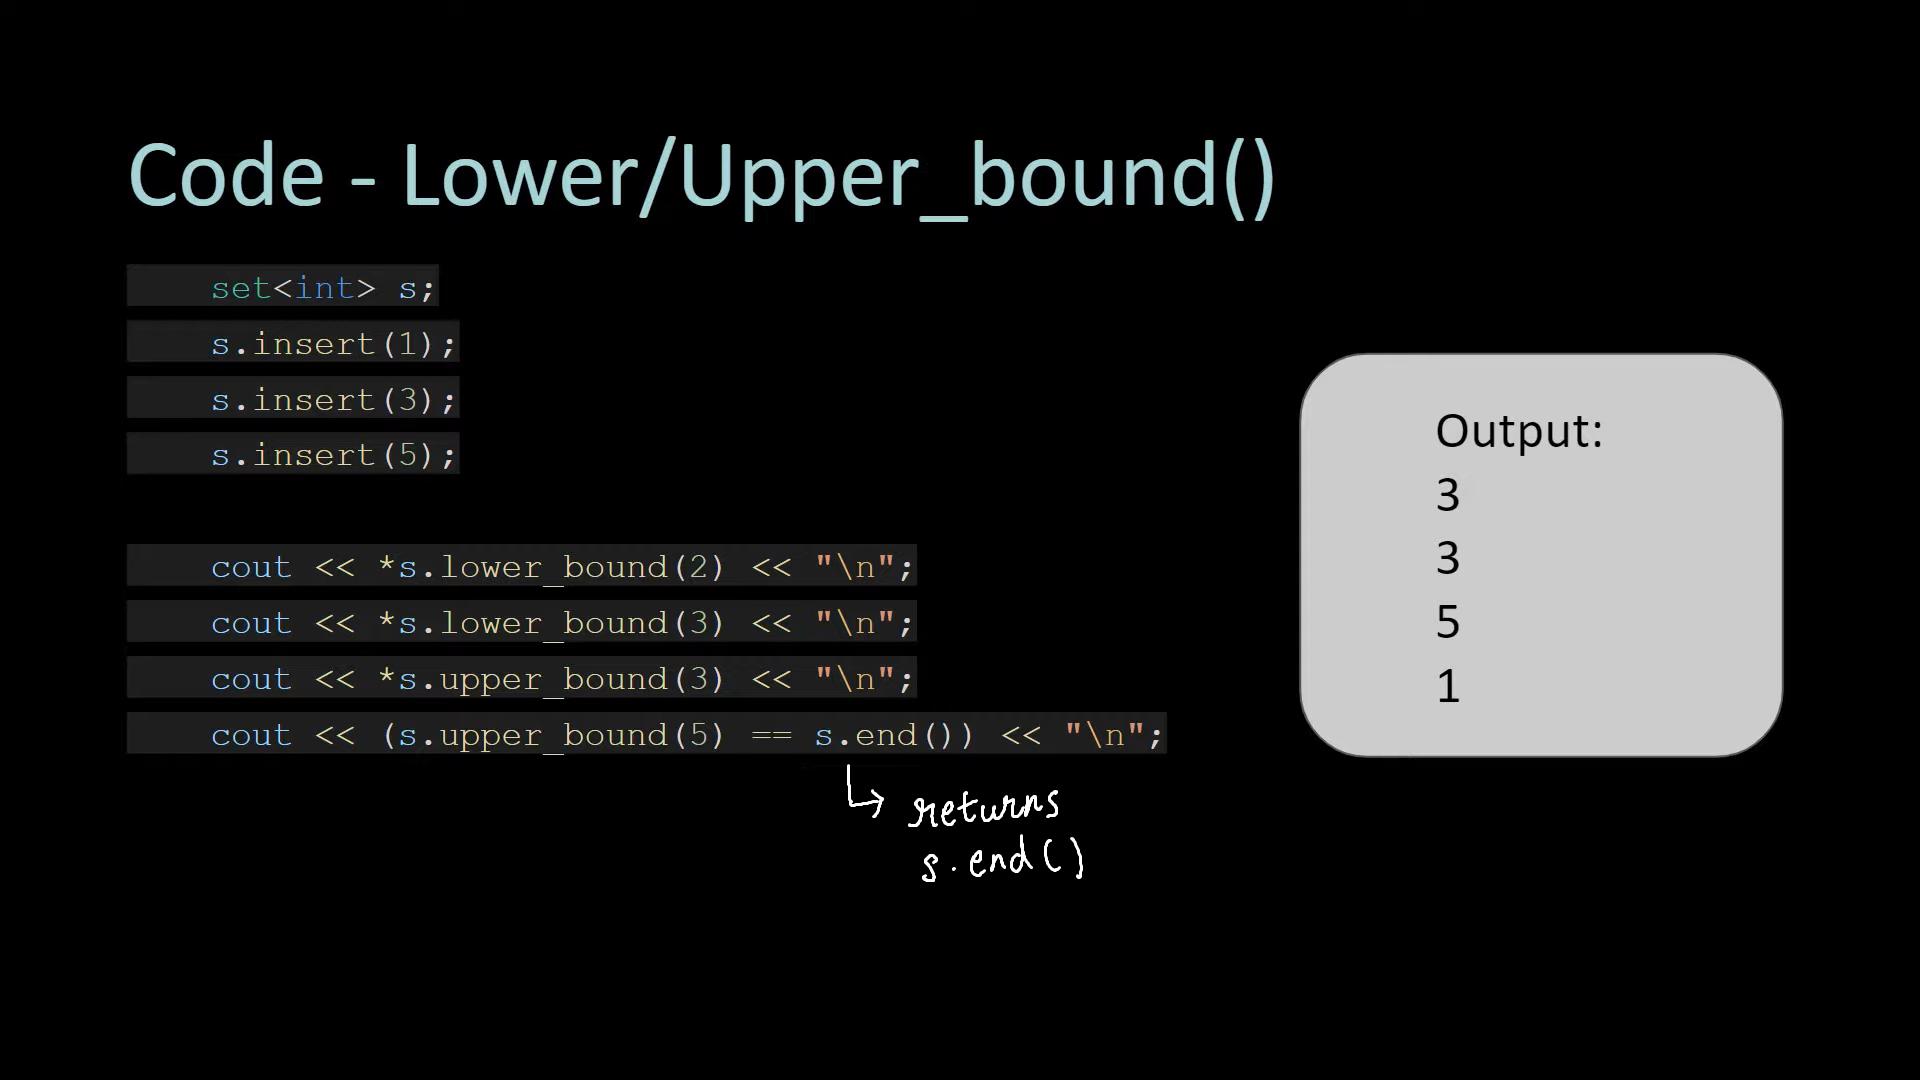 Code - Lower/Upper_bound()
set<int> s;
s.insert(1);
s.insert(3);
s.insert(5);
cout << *s.lower_bound(2) << "\n";
cout << *s.lower_bound(3) << "\n";
cout << *s.upper_bound(3) << "\n";
cout << (s.upper_bound(5) == s.end()) << "\n";
returns
s.end()
Output:
3
3
5
1